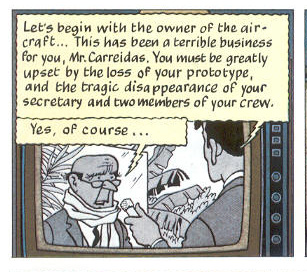 Let's begin with the owner of the air-
craft... This has been a terrible business
for you, Mr. Carreidas. You must be greatly
upset by the loss of your prototype,
and the tragic disappearance of your
secretary and two members of your crew.
Yes, of course ...